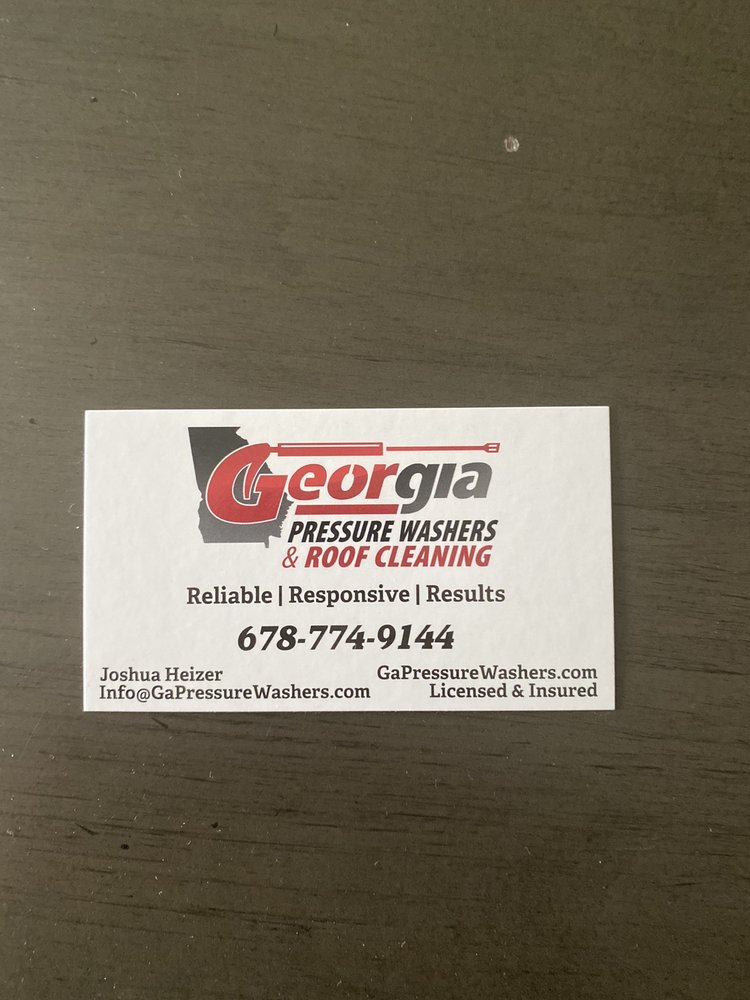 Georgia
PRESSURE WASHERS
& ROOF CLEANING
Reliable | Responsive | Results
678-774-9144
Joshua Heizer
Info@GaPressureWashers.com
GaPressureWashers.com
Licensed & Insured